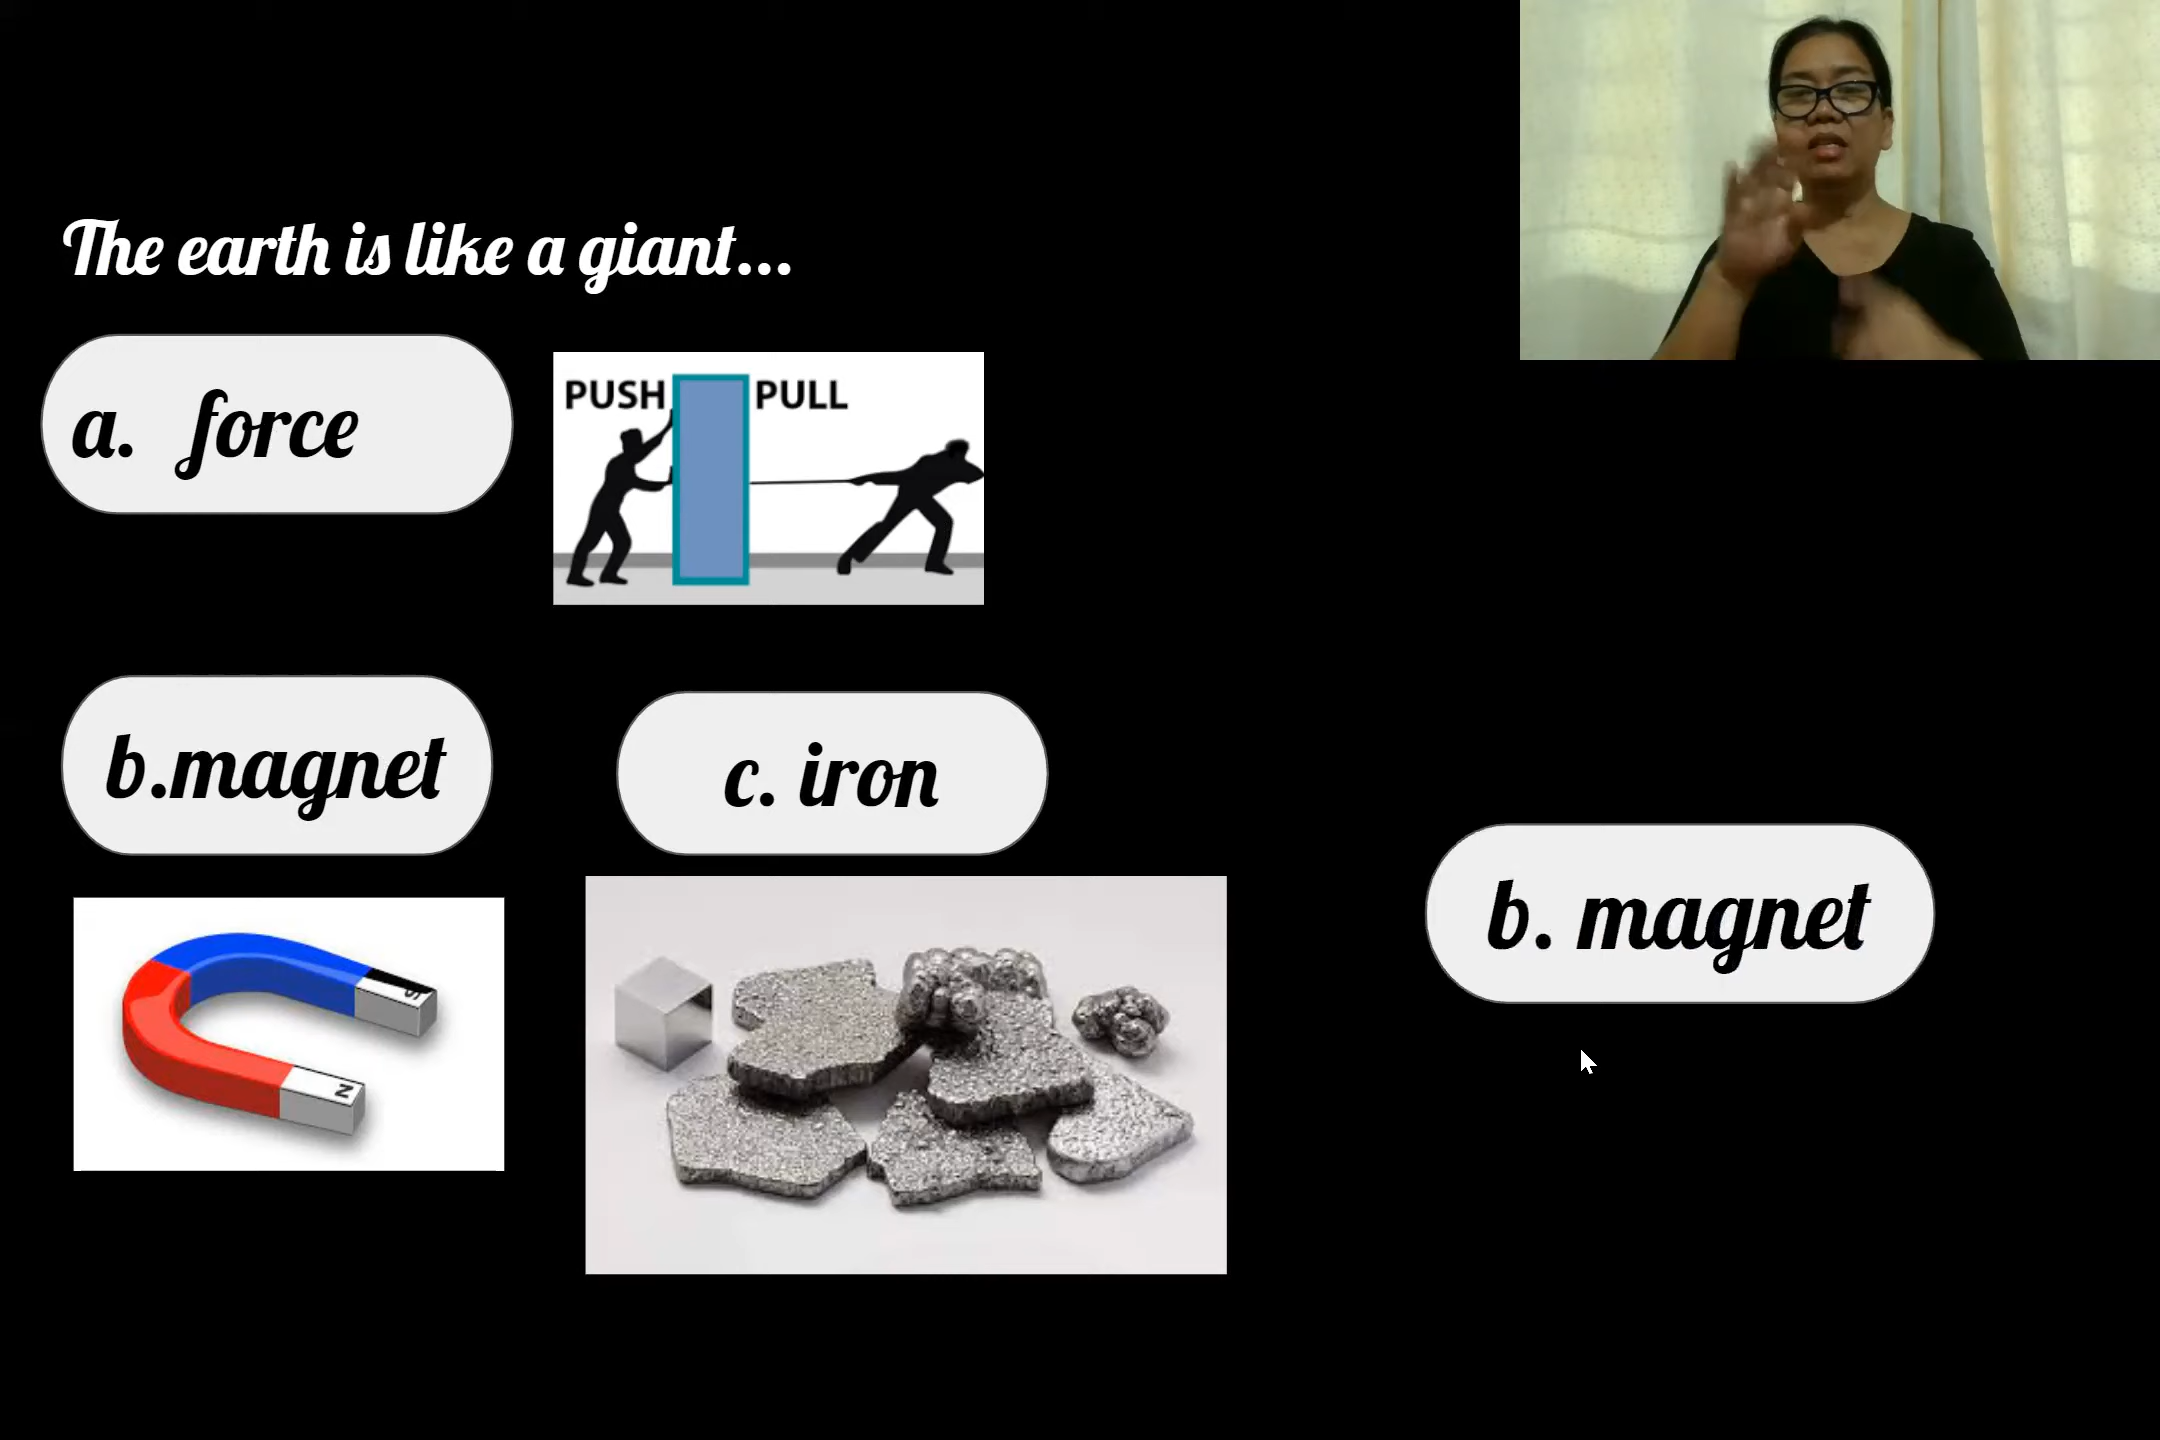 The earth is like a giant...
a. force
PUSH PULL
b.magnet
c. iron
S
N
b. magnet